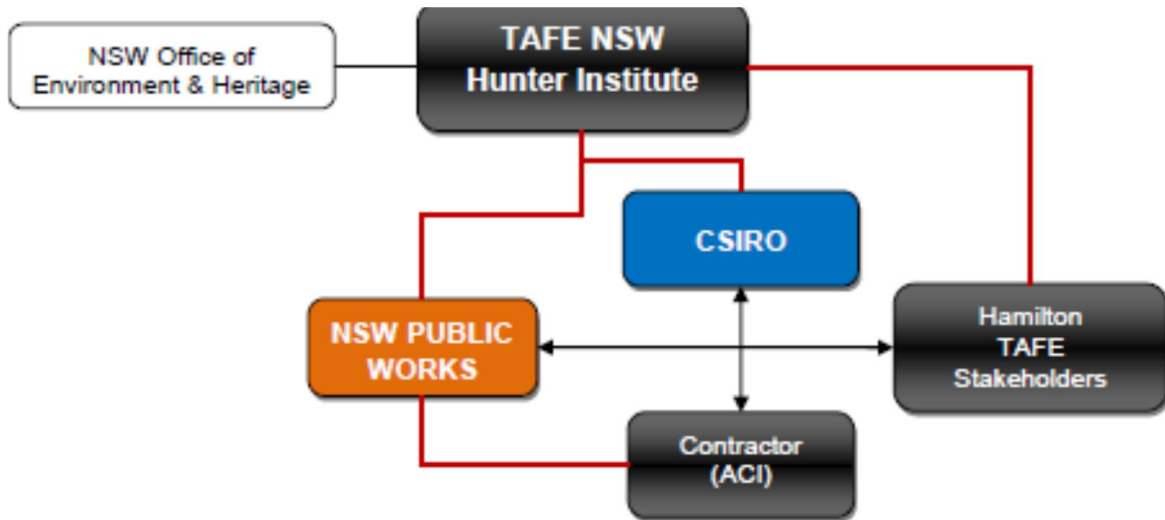 NSW Office of
Environment & Heritage
TAFE NSW
Hunter Institute
CSIRO
NSW PUBLIC
WORKS
Hamilton
TAFE
Stakeholders
Contractor
(ACI)